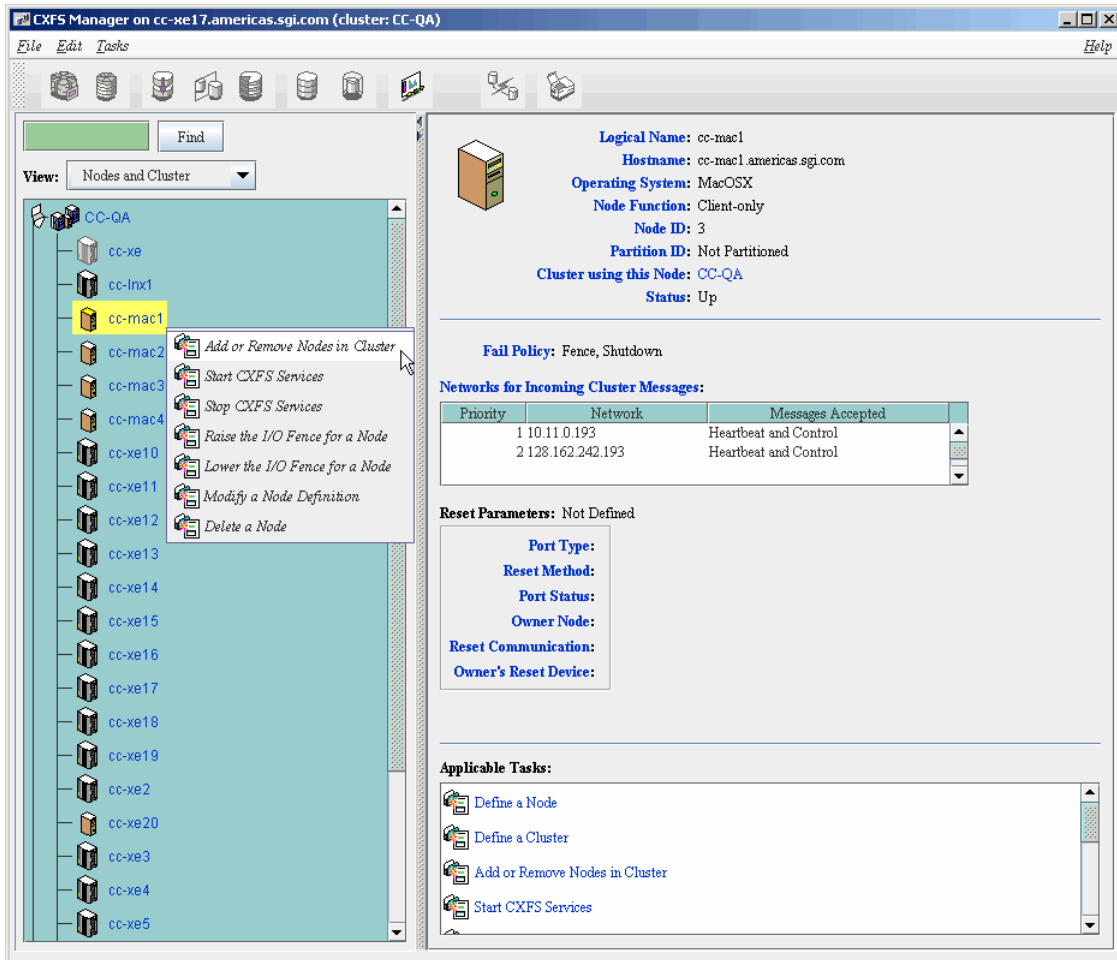 CXFS Manager on cc-xe17.americas.sgi.com (cluster: CC-QA)
File Edit Tasks Help
Find
View: Nodes and Cluster
CC-QA
cc-xe
cc-lnx1
cc-mac1
cc-mac2
cc-mac3
cc-mac4
cc-xe10
cc-xe11
cc-xe12
cc-xe13
cc-xe14
cc-xe15
cc-xe16
cc-xe17
cc-xe18
cc-xe19
cc-xe2
cc-xe20
cc-xe3
cc-xe4
cc-xe5
Add or Remove Nodes in Cluster
Start CXFS Services
Stop CXFS Services
Raise the I/O Fence for a Node
Lower the I/O Fence for a Node
Modify a Node Definition
Delete a Node
Logical Name: cc-mac1
Hostname: cc-mac1.americas.sgi.com
Operating System: MacOSX
Node Function: Client-only
Node ID: 3
Partition ID: Not Partitioned
Cluster using this Node: CC-QA
Status: Up
Fail Policy: Fence, Shutdown
Networks for Incoming Cluster Messages:
Priority Network Messages Accepted
1 10.11.0.193 Heartbeat and Control
2 128.162.242.193 Heartbeat and Control
Reset Parameters: Not Defined
Port Type:
Reset Method:
Port Status:
Owner Node:
Reset Communication:
Owner's Reset Device:
Applicable Tasks:
Define a Node
Define a Cluster
Add or Remove Nodes in Cluster
Start CXFS Services